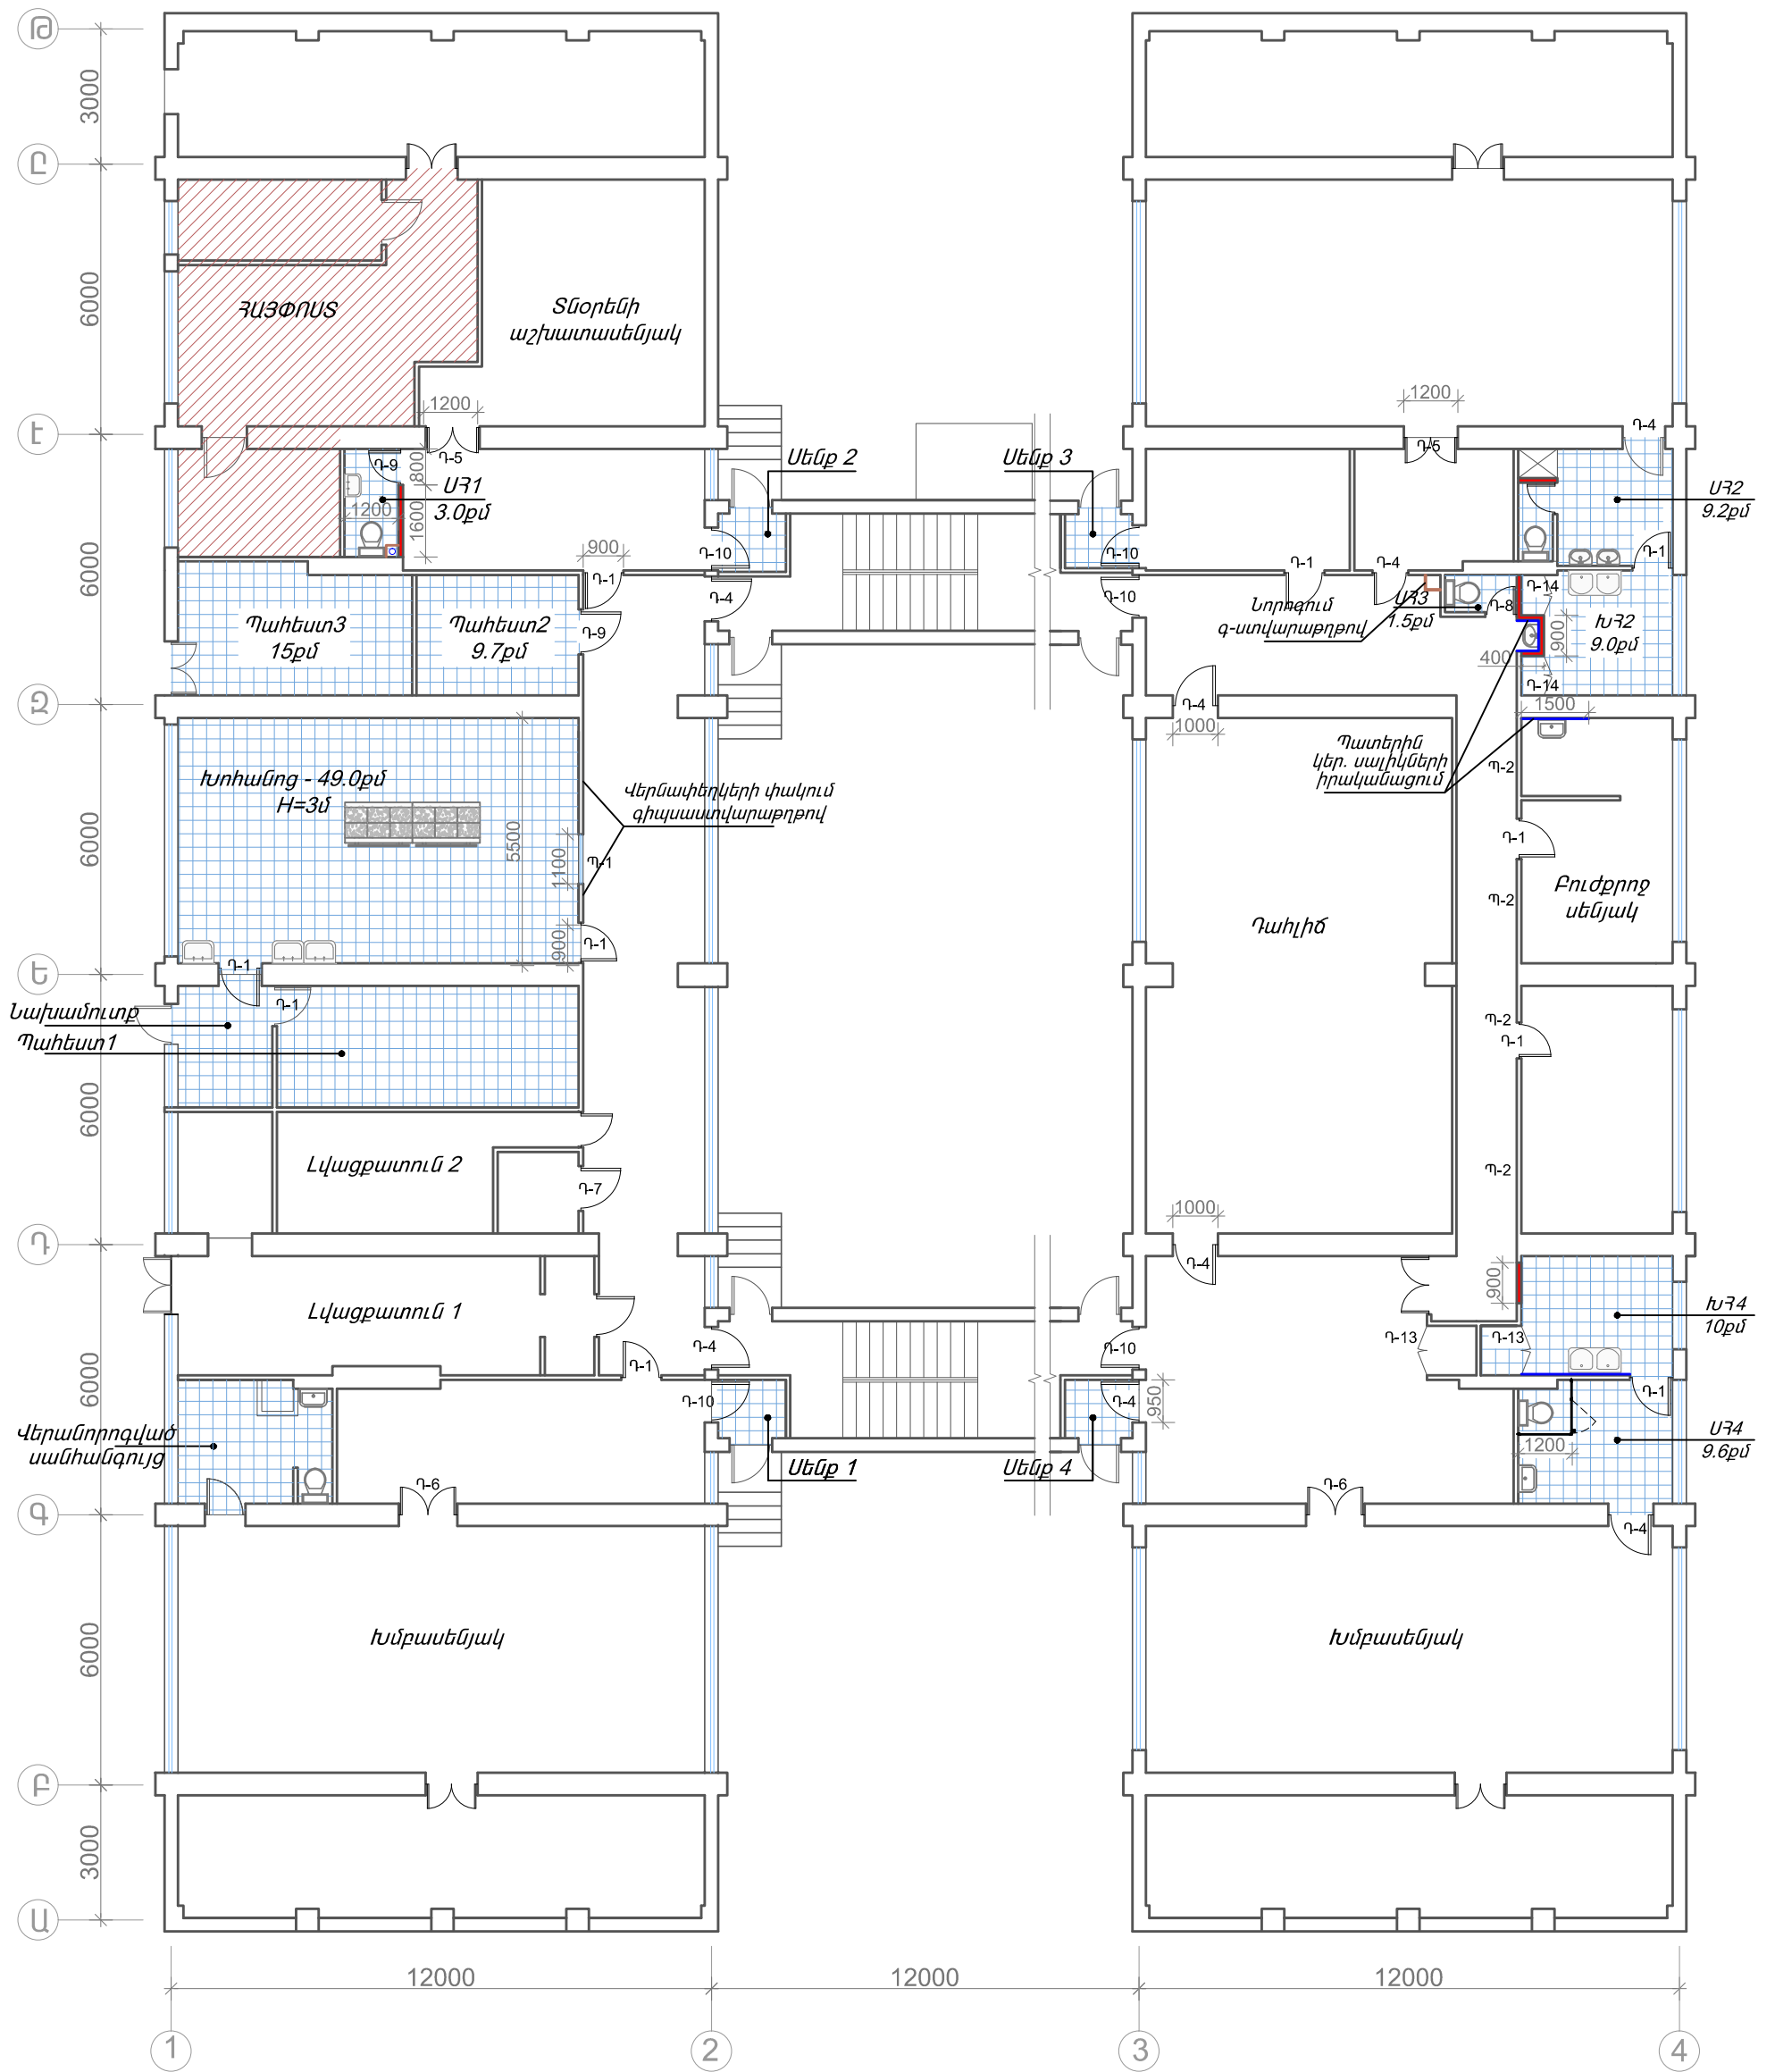 Թ
3000
Ը
6000
ՀԱՅՓՈՍՏ
Տնօրենի
աշխատասենյակ
1200
1200
Դ-4
Է
Դ-5
Դ-5
Դ-9
800
Սենք 2
Սենք 3
ՍՀ1
3.0քմ
ՍՀ2
9.2քմ
1200
1600
6000
900
Դ-10
Դ-10
Դ-1
Դ-1
Դ-4
Դ-1
Դ-4
Դ-10
Դ-14
Նորոգում
գ-ստվարաթղթով
ՍՀ3
1.5քմ
Դ-8
Պահեստ3
15քմ
Պահեստ2
9.7քմ
Դ-9
900
ԽՀ2
9.0քմ
400
Դ-14
Զ
Դ-4
1000
1500
Պատերին
կեր. սալիկների
իրականացում
Պ-2
Խոհանոց - 49.0քմ
H=3մ
Վերնափեղկերի փակում
գիպսաստվարաթղթով
6000
5500
1100
Պ-1
Դ-1
Պ-2
Բուժքրոջ
սենյակ
Դահլիճ
900
Դ-1
Դ-1
Ե
Դ-1
Նախամուտք
Պահեստ1
Պ-2
Դ-1
6000
Լվացքատուն 2
Դ-7
Պ-2
1000
Դ
Դ-4
900
Լվացքատուն 1
ԽՀ4
10քմ
Դ-4
Դ-10
Դ-13
Դ-13
Դ-1
6000
Դ-10
Դ-4
950
Դ-1
Վերանորոգված
սանհանգույց
ՍՀ4
9.6քմ
1200
Սենք 1
Սենք 4
Դ-6
Դ-6
Գ
Դ-4
6000
Խմբասենյակ
Խմբասենյակ
Բ
3000
Ա
12000
12000
12000
1
2
3
4